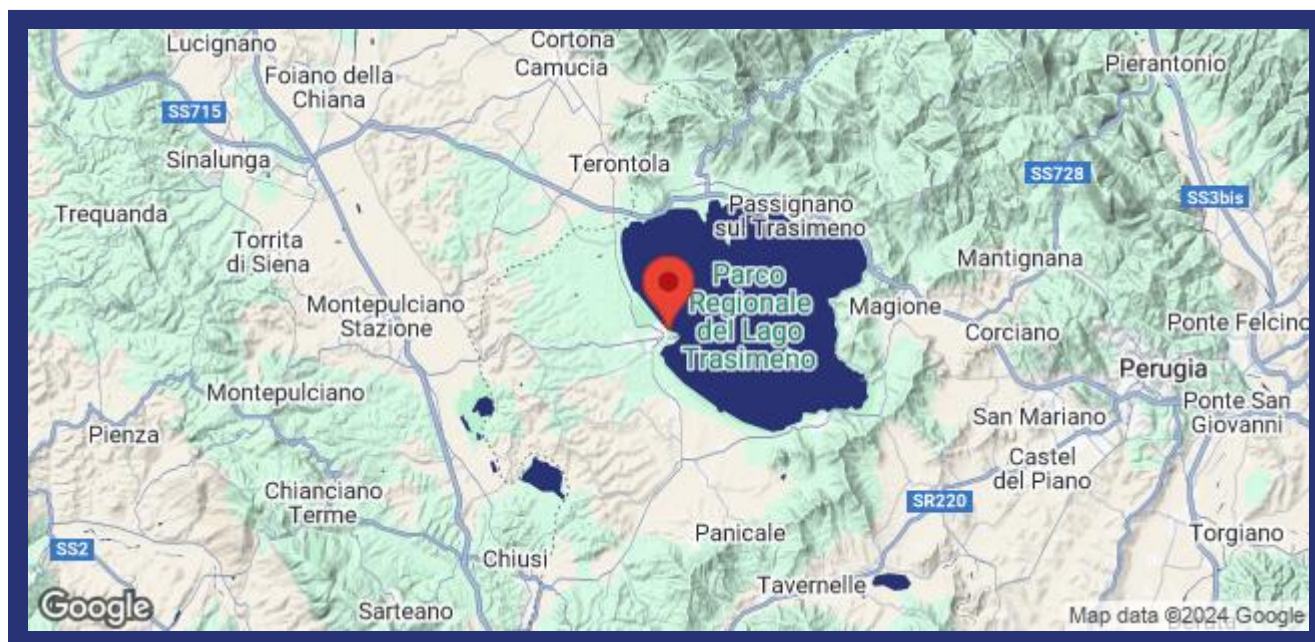 Lucignano
Cortona
Camucia
Pierantonio
Foiano della
Chiana
SS715
Sinalunga
Terontola
SS728
SS3bis
Trequanda
Passignano
sul Trasimeno
Torrita
di Siena
Mantignana
Parco
Regionale
del Lago
Trasimeno
Montepulciano
Stazione
Magione
Corciano
Ponte Felcino
Perugia
Montepulciano
Ponte San
Giovanni
San Mariano
Pienza
Castel
del Piano
Chianciano
Terme
SR220
Panicale
Torgiano
SS2
Chiusi
Tavernelle
Google
Sarteano
Map data ©2024 Google